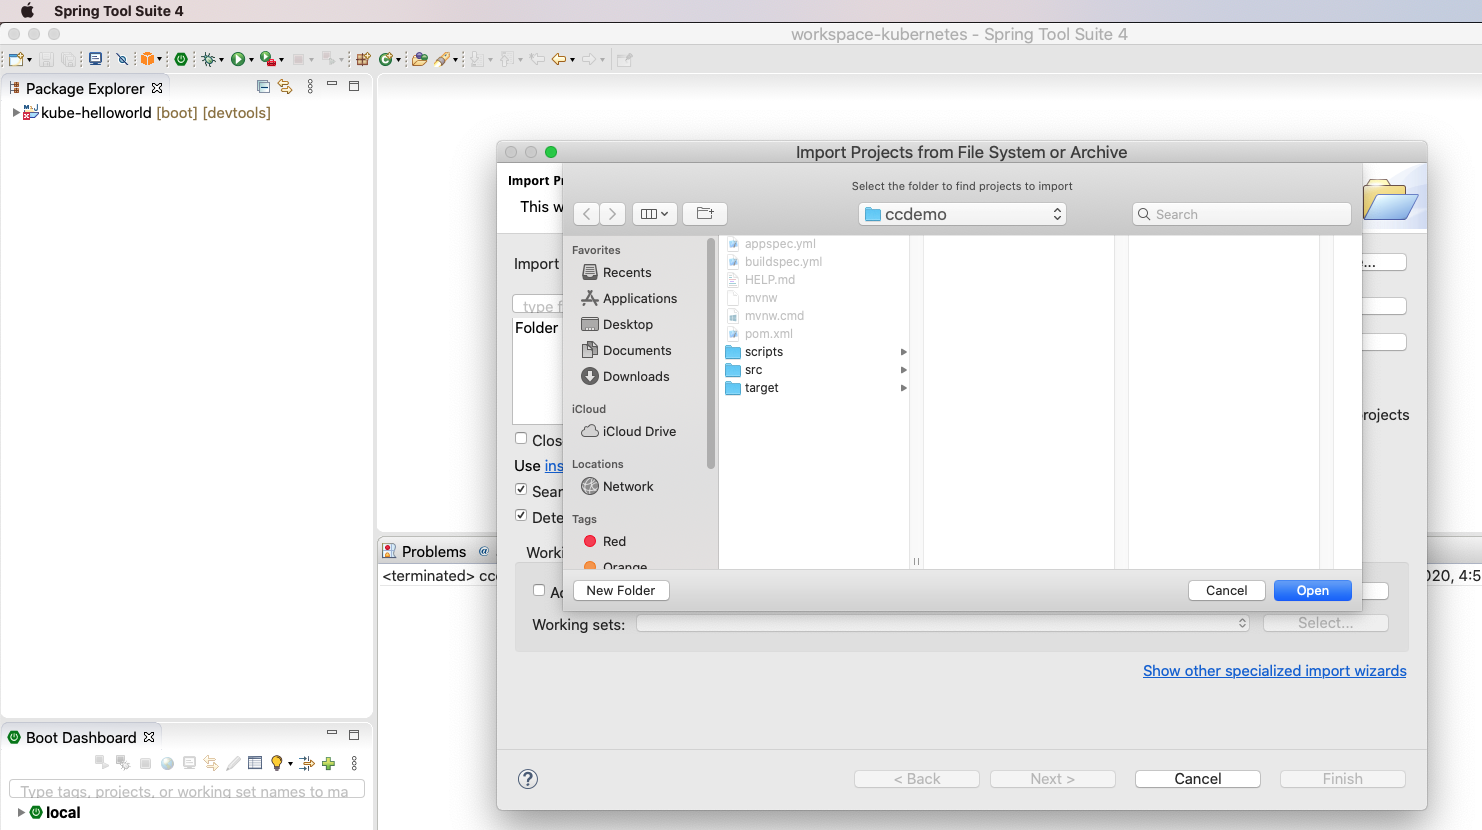 Spring Tool Suite 4
workspace-kubernetes - Spring Tool Suite 4
Package Explorer
kube-helloworld [boot] [devtools]
Import Projects from File System or Archive
Import P
This w
Select the folder to find projects to import
ccdemo
Search
Import
type f
Folder
Favorites
Recents
Applications
Desktop
Documents
Downloads
iCloud
iCloud Drive
Locations
Network
Tags
Red
Orange
appspec.yml
buildspec.yml
HELP.md
mvnw
mvnw.cmd
pom.xml
scripts
src
target
...
rojects
Clos
Use ins
Sear
Dete
Worki
New Folder
Cancel
Open
Working sets:
Select...
Show other specialized import wizards
< Back
Next >
Cancel
Finish
Problems @
<terminated> cc
020, 4:5
Boot Dashboard
Type tags, projects, or working set names to ma
local